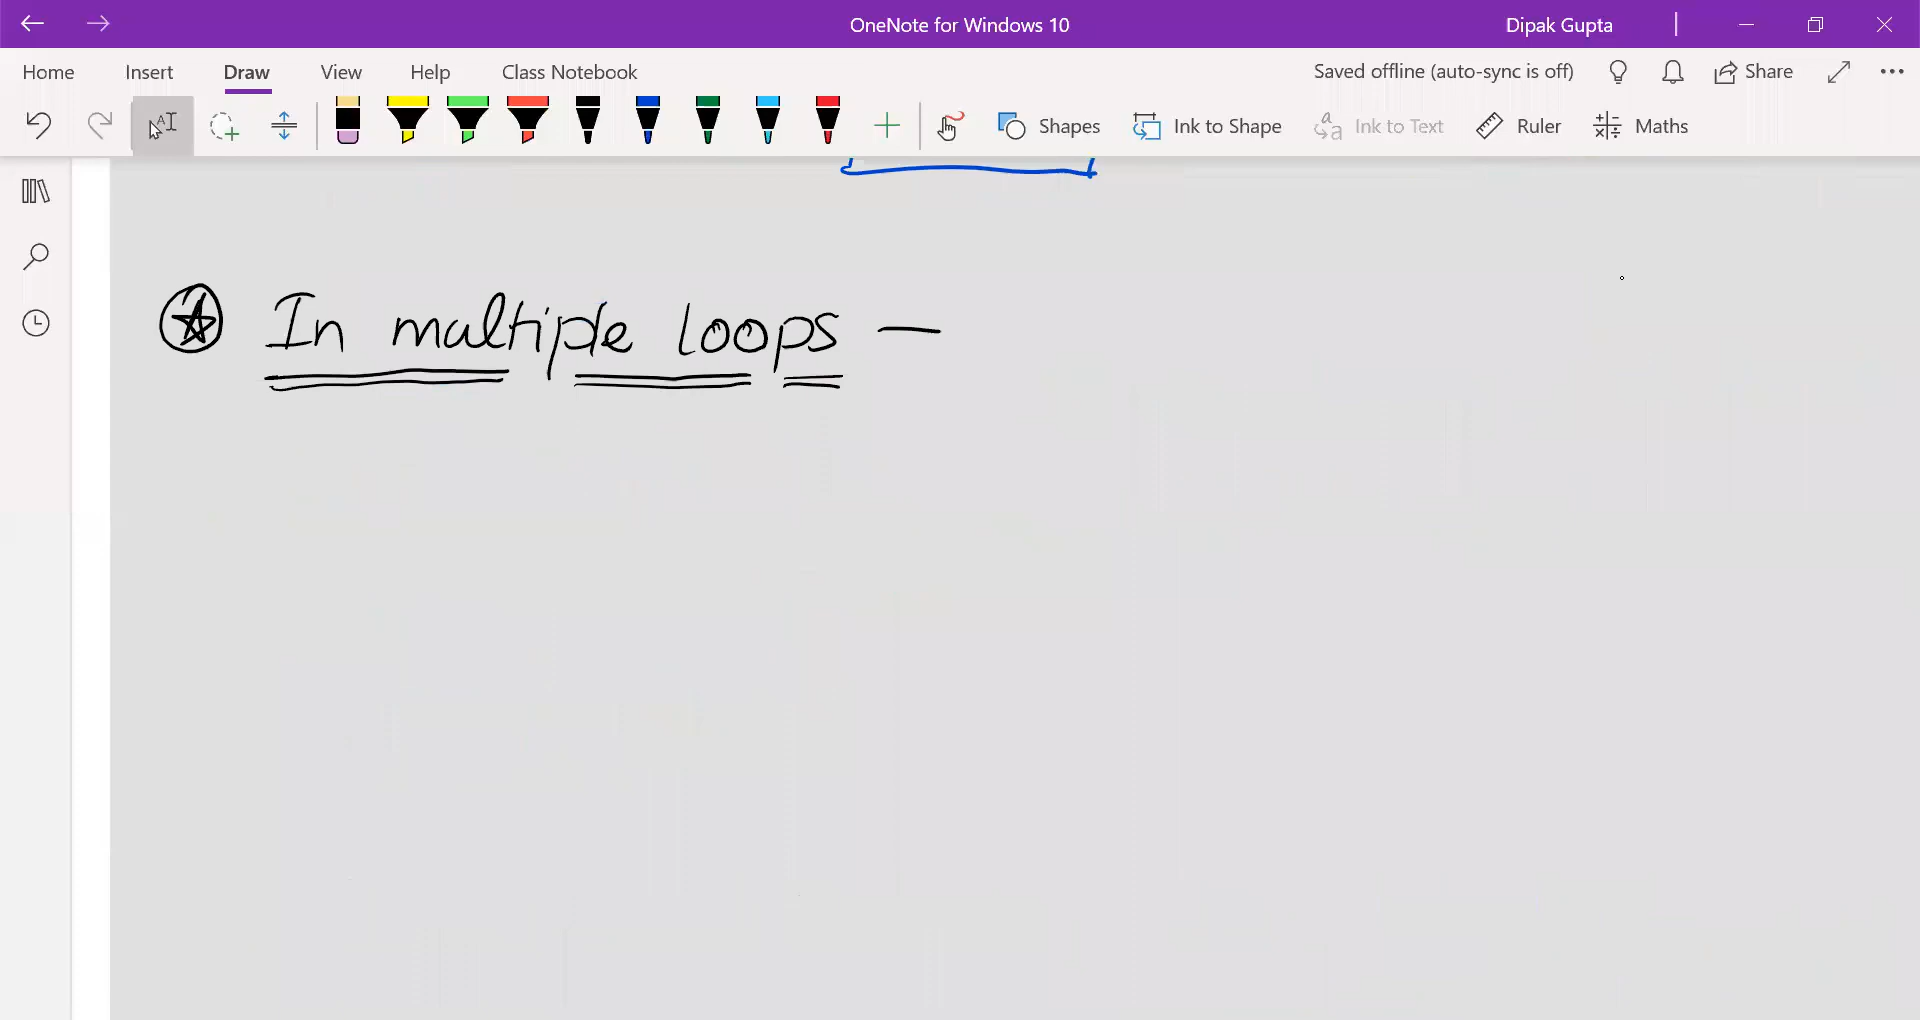 OneNote for Windows 10
Dipak Gupta
Home Insert Draw View Help Class Notebook
Saved offline (auto-sync is off) Share
Shapes Ink to Shape Ink to Text Ruler Maths
In multiple loops —